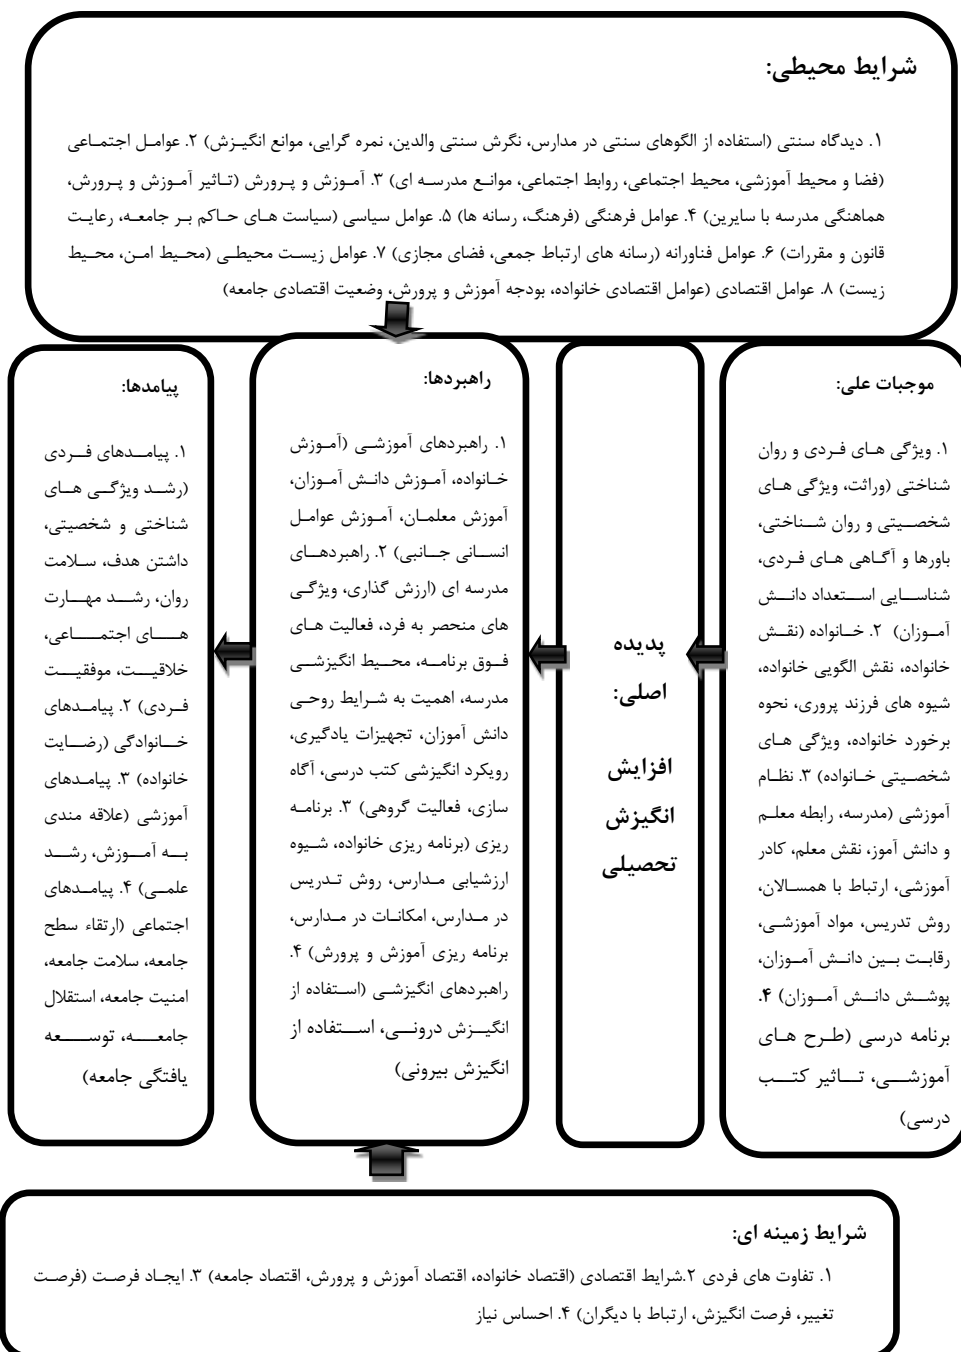 شرایط محیطی:
۱. دیدگاه سنتی (استفاده از الگوهای سنتی در مدارس، نگرش سنتی والدین، نمره گرایی، موانع انگیزش) ۲. عوامل اجتماعی
(فضا و محیط آموزشی، محیط اجتماعی، روابط اجتماعی، موانع مدرسه ای) ۳. آموزش و پرورش (تاثیر آموزش و پرورش،
هماهنگی مدرسه با سایرین) ۴. عوامل فرهنگی (فرهنگ، رسانه ها) ۵. عوامل سیاسی (سیاست های حاکم بر جامعه، رعایت
قانون و مقررات) ۶. عوامل فناورانه (رسانه های ارتباط جمعی، فضای مجازی) ۷. عوامل زیست محیطی (محیط امن، محیط
زیست) ۸. عوامل اقتصادی (عوامل اقتصادی خانواده، بودجه آموزش و پرورش، وضعیت اقتصادی جامعه)
موجبات علی:
۱. ویژگی های فردی و روان
شناختی (وراثت، ویژگی های
شخصیتی و روان شناختی،
باورها و آگاهی های فردی،
شناسایی استعداد دانش
آموزان) ۲. خانواده (نقش
خانواده، نقش الگویی خانواده،
شیوه های فرزند پروری، نحوه
برخورد خانواده، ویژگی های
شخصیتی خانواده) ۳. نظام
آموزشی (مدرسه، رابطه معلم
و دانش آموز، نقش معلم، کادر
آموزشی، ارتباط با همسالان،
روش تدریس، مواد آموزشی،
رقابت بین دانش آموزان،
پوشش دانش آموزان) ۴.
برنامه درسی (طرح های
آموزشی، تاثیر کتب
درسی)
پدیده
اصلی:
افزایش
انگیزش
تحصیلی
راهبردها:
۱. راهبردهای آموزشی (آموزش
خانواده، آموزش دانش آموزان،
آموزش معلمان، آموزش عوامل
انسانی جانبی) ۲. راهبردهای
مدرسه ای (ارزش گذاری، ویژگی
های منحصر به فرد، فعالیت های
فوق برنامه، محیط انگیزشی
مدرسه، اهمیت به شرایط روحی
دانش آموزان، تجهیزات یادگیری،
رویکرد انگیزشی کتب درسی، آگاه
سازی، فعالیت گروهی) ۳. برنامه
ریزی (برنامه ریزی خانواده، شیوه
ارزشیابی مدارس، روش تدریس
در مدارس، امکانات در مدارس،
برنامه ریزی آموزش و پرورش) ۴.
راهبردهای انگیزشی (استفاده از
انگیزش درونی، استفاده از
انگیزش بیرونی)
پیامدها:
۱. پیامدهای فردی
(رشد ویژگی های
شناختی و شخصیتی،
داشتن هدف، سلامت
روان، رشد مهارت
های اجتماعی،
خلاقیت، موفقیت
فردی) ۲. پیامدهای
خانوادگی (رضایت
خانواده) ۳. پیامدهای
آموزشی (علاقه مندی
به آموزش، رشد
علمی) ۴. پیامدهای
اجتماعی (ارتقاء سطح
جامعه، سلامت جامعه،
امنیت جامعه، استقلال
جامعه، توسعه
یافتگی جامعه)
شرایط زمینه ای:
۱. تفاوت های فردی ۲.شرایط اقتصادی (اقتصاد خانواده، اقتصاد آموزش و پرورش، اقتصاد جامعه) ۳. ایجاد فرصت (فرصت
تغییر، فرصت انگیزش، ارتباط با دیگران) ۴. احساس نیاز